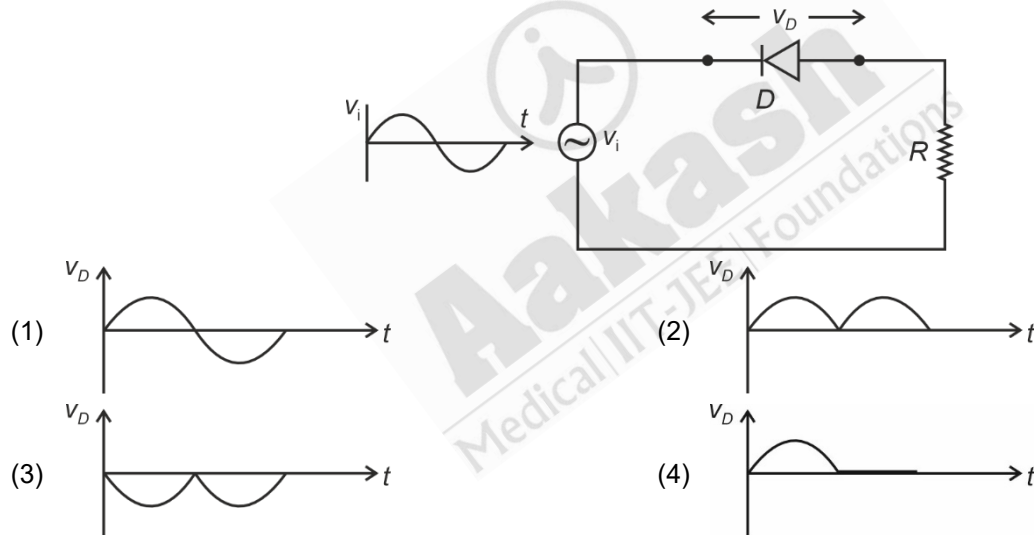 v_D
D
v_i
t
v_i
R
Aakash
Medical|IIT-JEE|Foundations
(1)
v_D
t
(2)
v_D
t
(3)
v_D
t
(4)
v_D
t